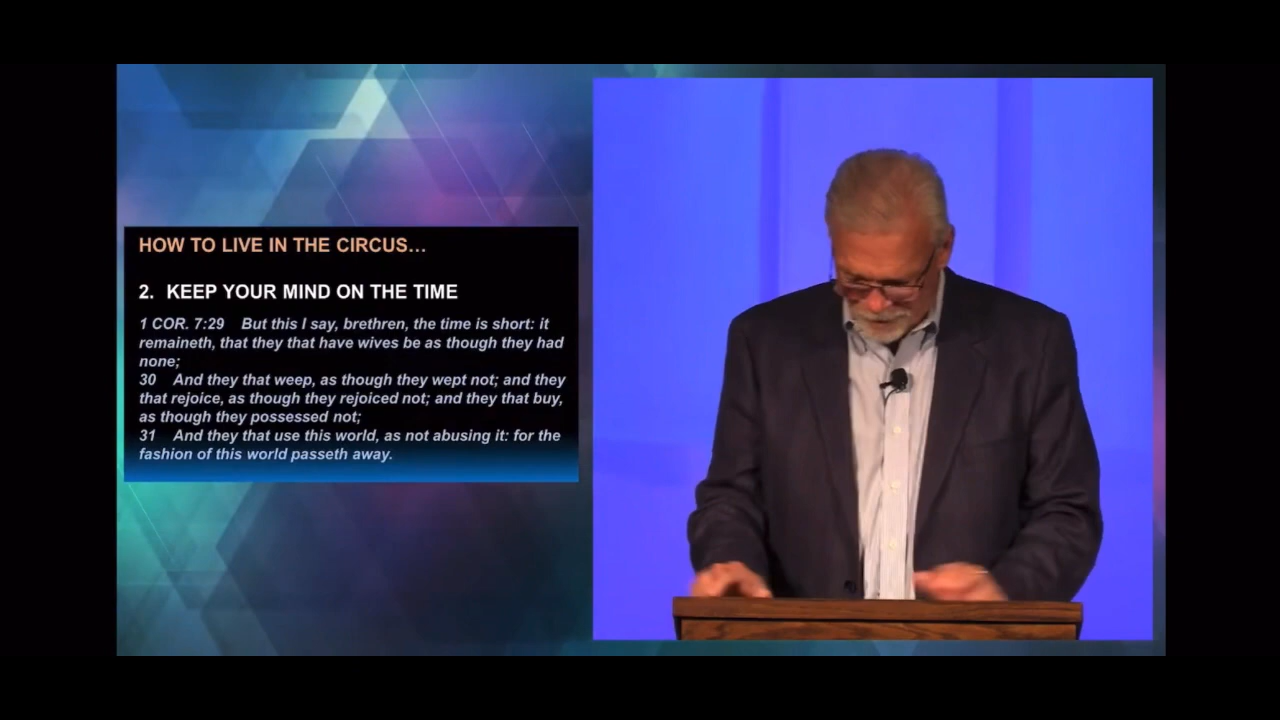 HOW TO LIVE IN THE CIRCUS...
2. KEEP YOUR MIND ON THE TIME
1 COR. 7:29 But this I say, brethren, the time is short: it
remaineth, that they that have wives be as though they had
none;
30 And they that weep, as though they wept not; and they
that rejoice, as though they rejoiced not; and they that buy,
as though they possessed not;
31 And they that use this world, as not abusing it: for the
fashion of this world passeth away.